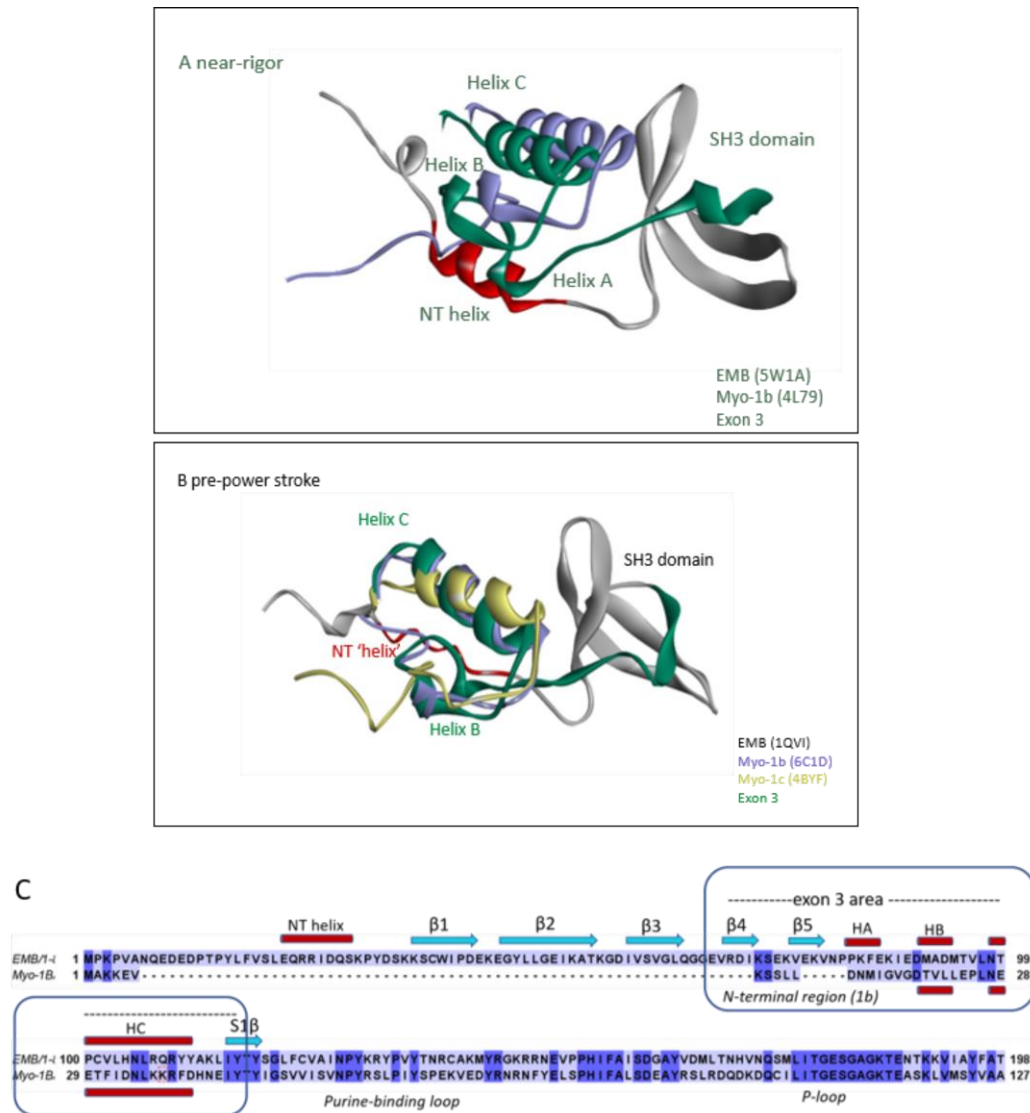 A near-rigor
Helix C
SH3 domain
Helix B
Helix A
NT helix
EMB (5W1A)
Myo-1b (4L79)
Exon 3
B pre-power stroke
Helix C
SH3 domain
NT 'helix'
Helix B
EMB (1QVI)
Myo-1b (6C1D)
Myo-1c (4BYF)
Exon 3
C
-----------exon 3 area -----------------
NT helix β1 β2 β3 β4 β5 HA HB
EMB/1-i 1 MPKPVANQEDEDPTPYLFVSLEQRRIDQSKPYDSKKSCWIPDEKEGYLLGEIKATKGDIVSVGLQGGEVRDIKSEKVEKVNPPKFEKIEDMADMTVLNT 99
Myo-1B. 1 MAKKEV------------------------------------------------------------------KSSLL-----DNMIGVGDTVLLEPLNE 28
N-terminal region (1b)
HC S1β
EMB/1-i 100 PCVLHNLRQRYYAKLIYTYSGLFCVAINPYKRYPVYTNRCAKMYRGKRRNEVPPHIFAISDGAYVDMLTNHVNQSMLITGESGAGKTENTKKVIAYFAT 198
Myo-1B. 29 ETFIDNLKKRFDHNEIYTYIGSVVISVNPYRSLPIYSPEKVEDYRNRNFYELSPHIFALSDEAYRSLRDQDKDQCILITGESGAGKTEASKLVMSYVAA 127
Purine-binding loop P-loop